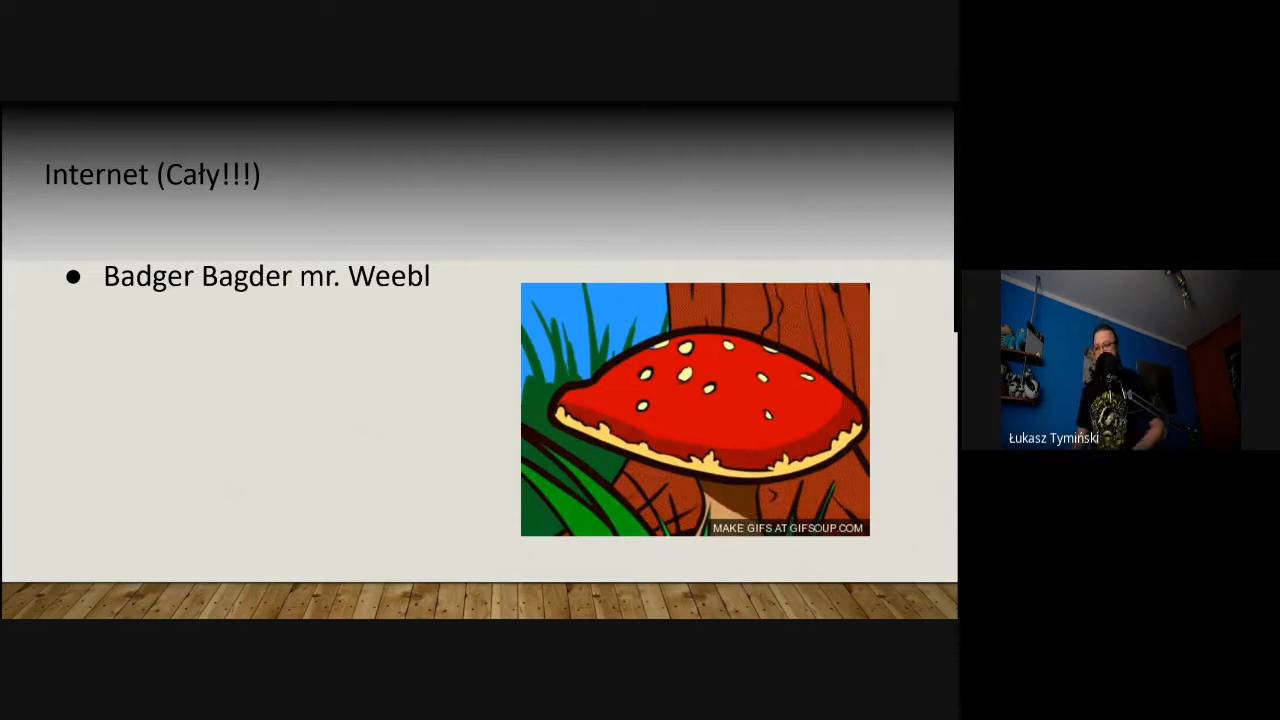 Internet (Cały!!!)
● Badger Bagder mr. Weebl
MAKE GIFS AT GIFSOUP.COM
Łukasz Tymiński